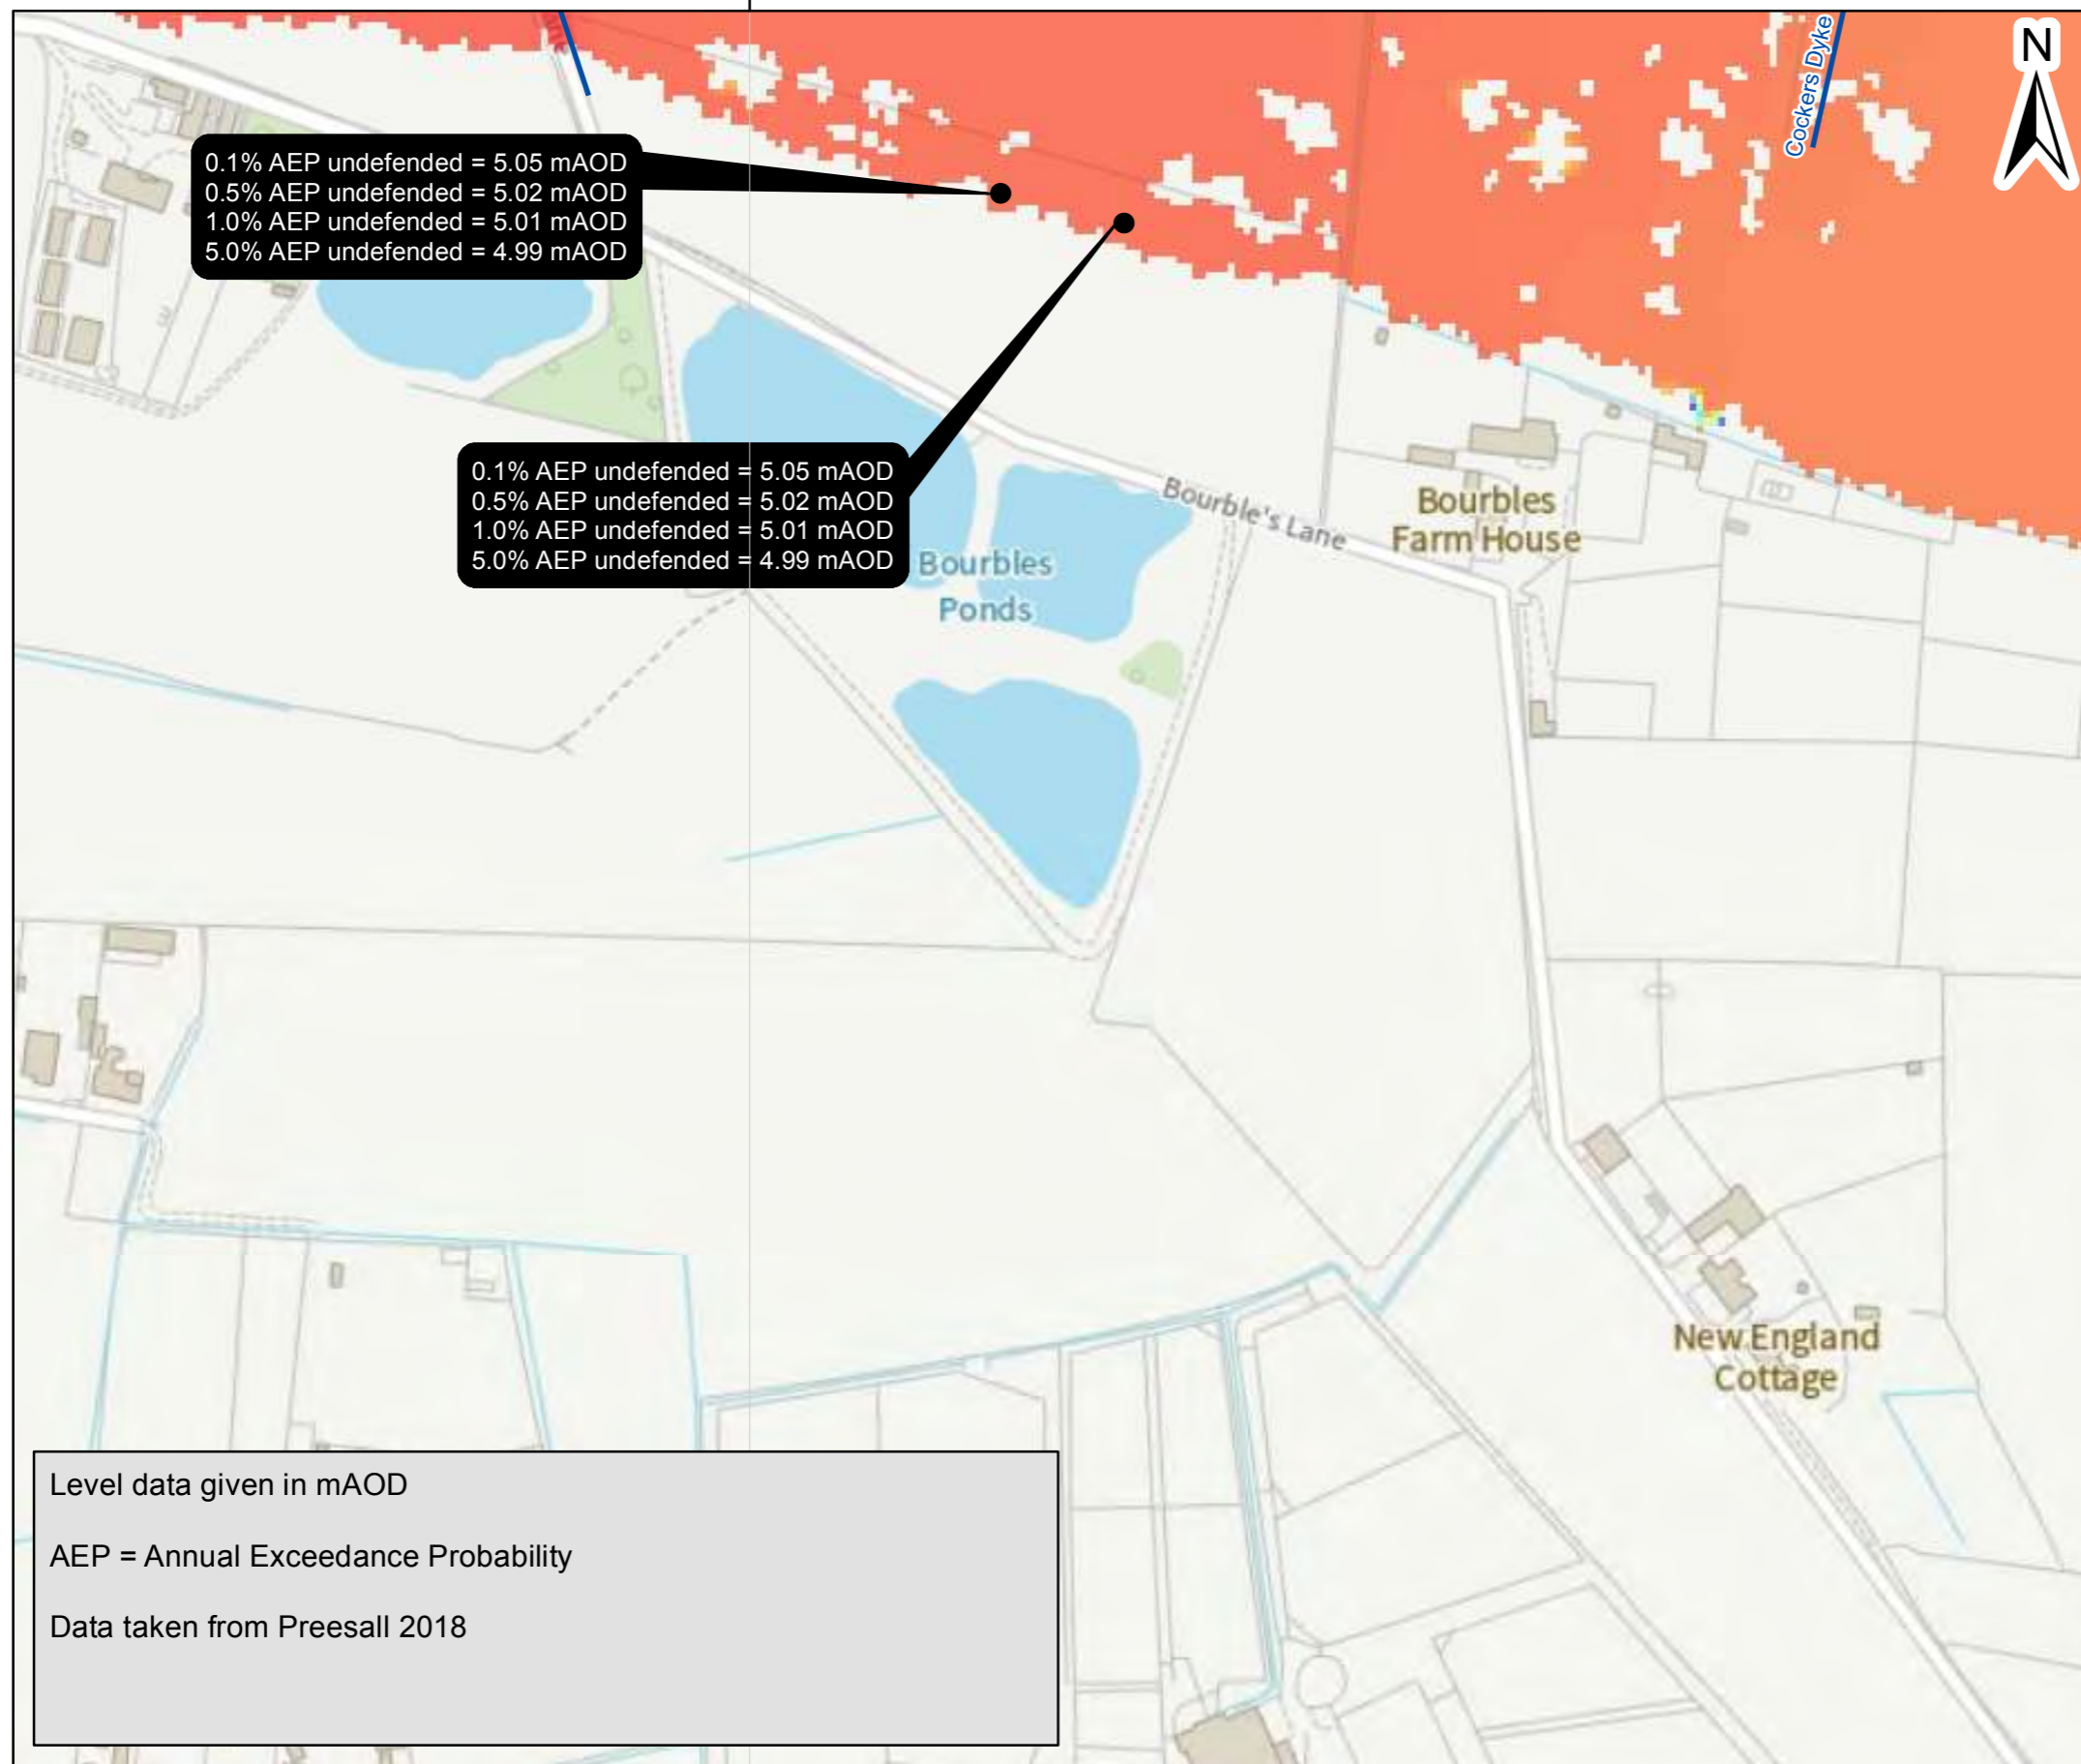 Cockers Dyke
N
0.1% AEP undefended = 5.05 mAOD
0.5% AEP undefended = 5.02 mAOD
1.0% AEP undefended = 5.01 mAOD
5.0% AEP undefended = 4.99 mAOD
0.1% AEP undefended = 5.05 mAOD
0.5% AEP undefended = 5.02 mAOD
1.0% AEP undefended = 5.01 mAOD
5.0% AEP undefended = 4.99 mAOD
Bourble's Lane
Bourbles
Farm House
Bourbles
Ponds
New England
Cottage
Level data given in mAOD
AEP = Annual Exceedance Probability
Data taken from Preesall 2018